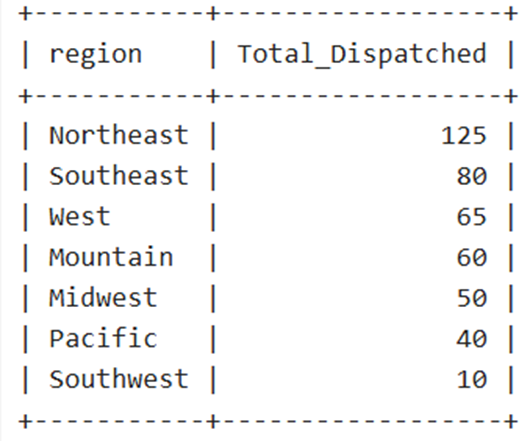 +-----------+------------------+
| region    | Total_Dispatched |
+-----------+------------------+
| Northeast |              125 |
| Southeast |               80 |
| West      |               65 |
| Mountain  |               60 |
| Midwest   |               50 |
| Pacific   |               40 |
| Southwest |               10 |
+-----------+------------------+